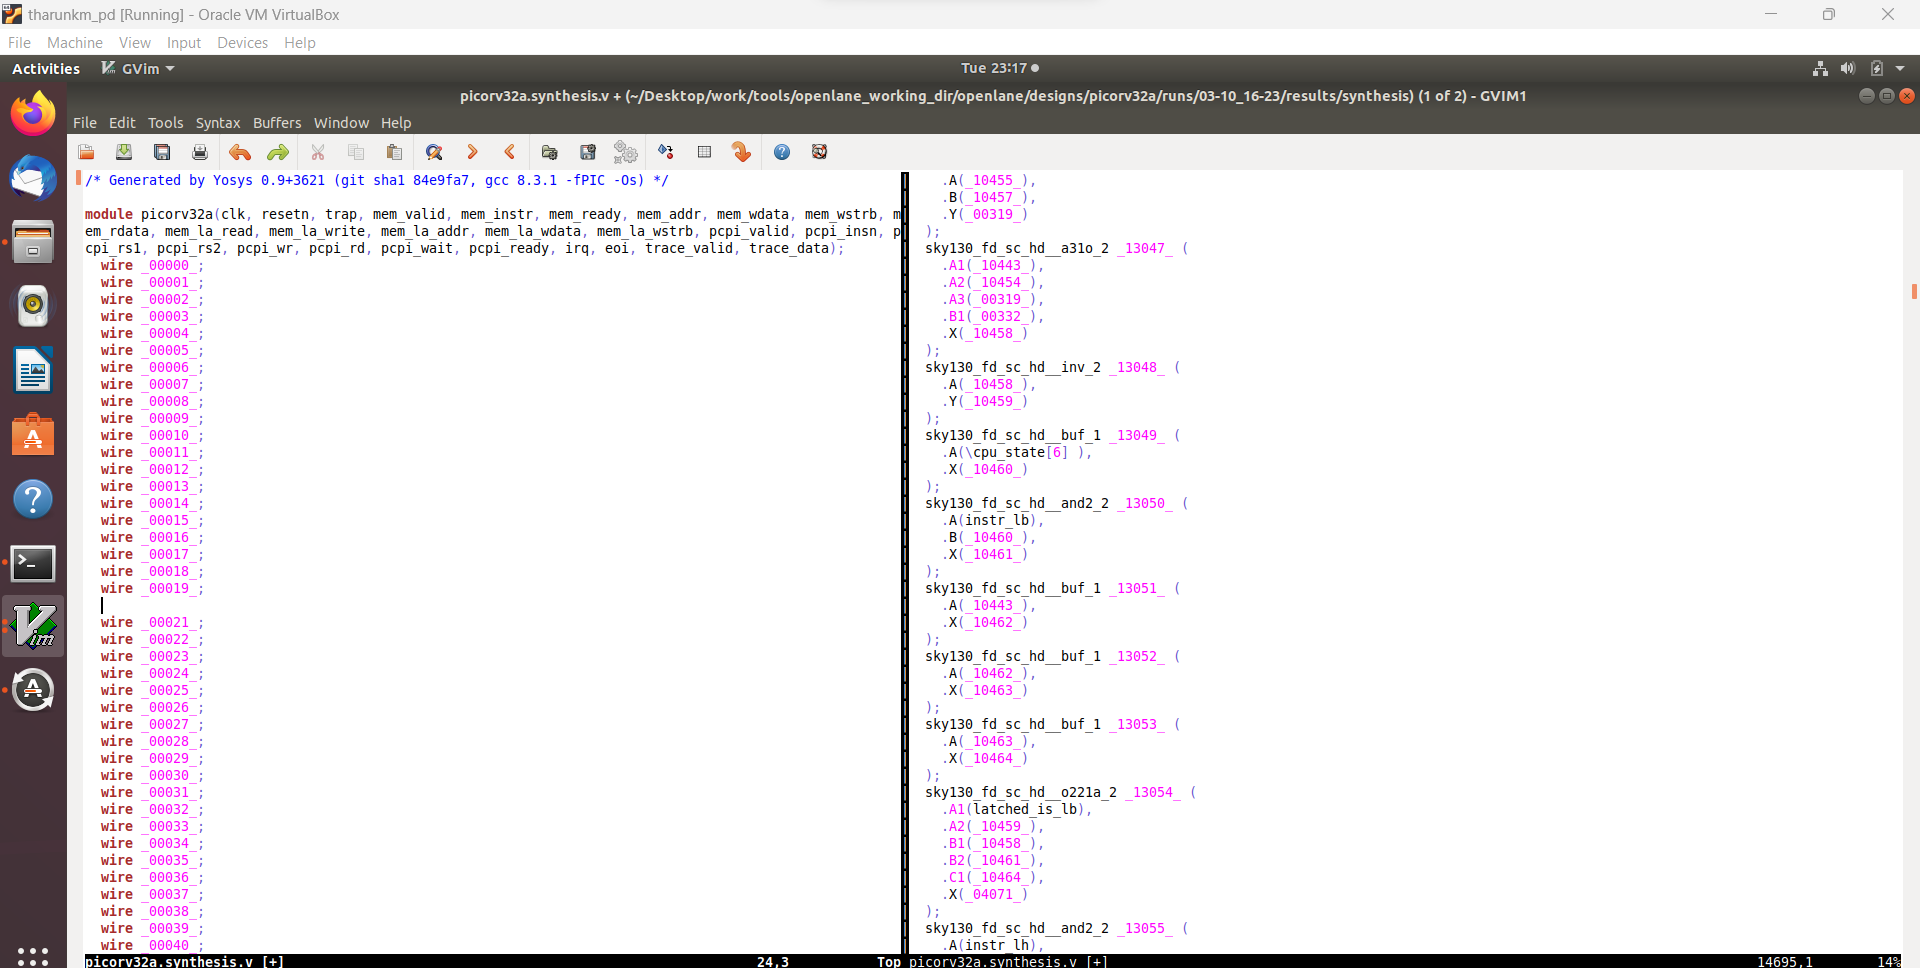 tharunkm_pd [Running] - Oracle VM VirtualBox
File Machine View Input Devices Help
Activities GVim Tue 23:17
picorv32a.synthesis.v + (~/Desktop/work/tools/openlane_working_dir/openlane/designs/picorv32a/runs/03-10_16-23/results/synthesis) (1 of 2) - GVIM1
File Edit Tools Syntax Buffers Window Help
/* Generated by Yosys 0.9+3621 (git sha1 84e9fa7, gcc 8.3.1 -fPIC -Os) */
module picorv32a(clk, resetn, trap, mem_valid, mem_instr, mem_ready, mem_addr, mem_wdata, mem_wstrb, m
em_rdata, mem_la_read, mem_la_write, mem_la_addr, mem_la_wdata, mem_la_wstrb, pcpi_valid, pcpi_insn, p
cpi_rs1, pcpi_rs2, pcpi_wr, pcpi_rd, pcpi_wait, pcpi_ready, irq, eoi, trace_valid, trace_data);
wire _00000_;
wire _00001_;
wire _00002_;
wire _00003_;
wire _00004_;
wire _00005_;
wire _00006_;
wire _00007_;
wire _00008_;
wire _00009_;
wire _00010_;
wire _00011_;
wire _00012_;
wire _00013_;
wire _00014_;
wire _00015_;
wire _00016_;
wire _00017_;
wire _00018_;
wire _00019_;
wire _00021_;
wire _00022_;
wire _00023_;
wire _00024_;
wire _00025_;
wire _00026_;
wire _00027_;
wire _00028_;
wire _00029_;
wire _00030_;
wire _00031_;
wire _00032_;
wire _00033_;
wire _00034_;
wire _00035_;
wire _00036_;
wire _00037_;
wire _00038_;
wire _00039_;
wire _00040_;
picorv32a.synthesis.v [+] 24,3 Top
.A(_10455_),
.B(_10457_),
.Y(_00319_)
);
sky130_fd_sc_hd__a31o_2 _13047_ (
.A1(_10443_),
.A2(_10454_),
.A3(_00319_),
.B1(_00332_),
.X(_10458_)
);
sky130_fd_sc_hd__inv_2 _13048_ (
.A(_10458_),
.Y(_10459_)
);
sky130_fd_sc_hd__buf_1 _13049_ (
.A(\cpu_state[6] ),
.X(_10460_)
);
sky130_fd_sc_hd__and2_2 _13050_ (
.A(instr_lb),
.B(_10460_),
.X(_10461_)
);
sky130_fd_sc_hd__buf_1 _13051_ (
.A(_10443_),
.X(_10462_)
);
sky130_fd_sc_hd__buf_1 _13052_ (
.A(_10462_),
.X(_10463_)
);
sky130_fd_sc_hd__buf_1 _13053_ (
.A(_10463_),
.X(_10464_)
);
sky130_fd_sc_hd__o221a_2 _13054_ (
.A1(latched_is_lb),
.A2(_10459_),
.B1(_10458_),
.B2(_10461_),
.C1(_10464_),
.X(_04071_)
);
sky130_fd_sc_hd__and2_2 _13055_ (
.A(instr_lh),
picorv32a.synthesis.v [+] 14695,1 14%